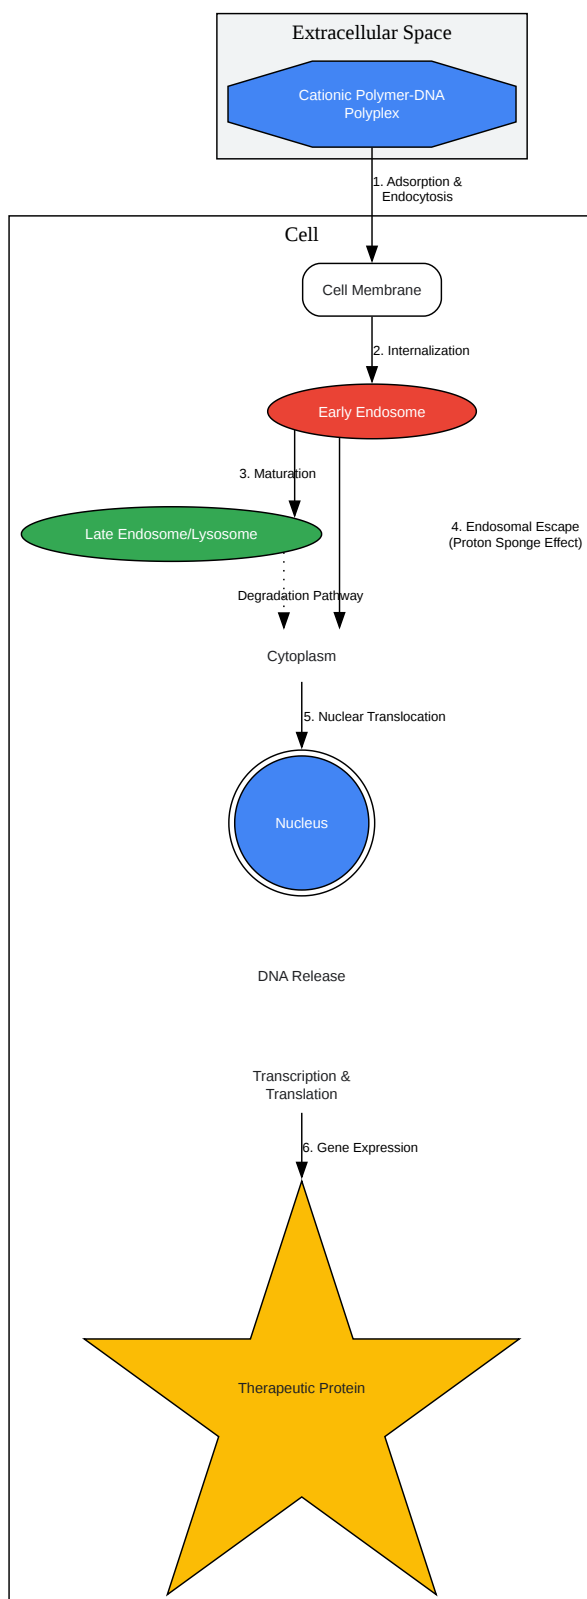 Extracellular Space
Cationic Polymer-DNA
Polyplex
1. Adsorption &
Endocytosis
Cell
Cell Membrane
2. Internalization
Early Endosome
3. Maturation
4. Endosomal Escape
(Proton Sponge Effect)
Late Endosome/Lysosome
Degradation Pathway
Cytoplasm
5. Nuclear Translocation
Nucleus
DNA Release
Transcription &
Translation
6. Gene Expression
Therapeutic Protein